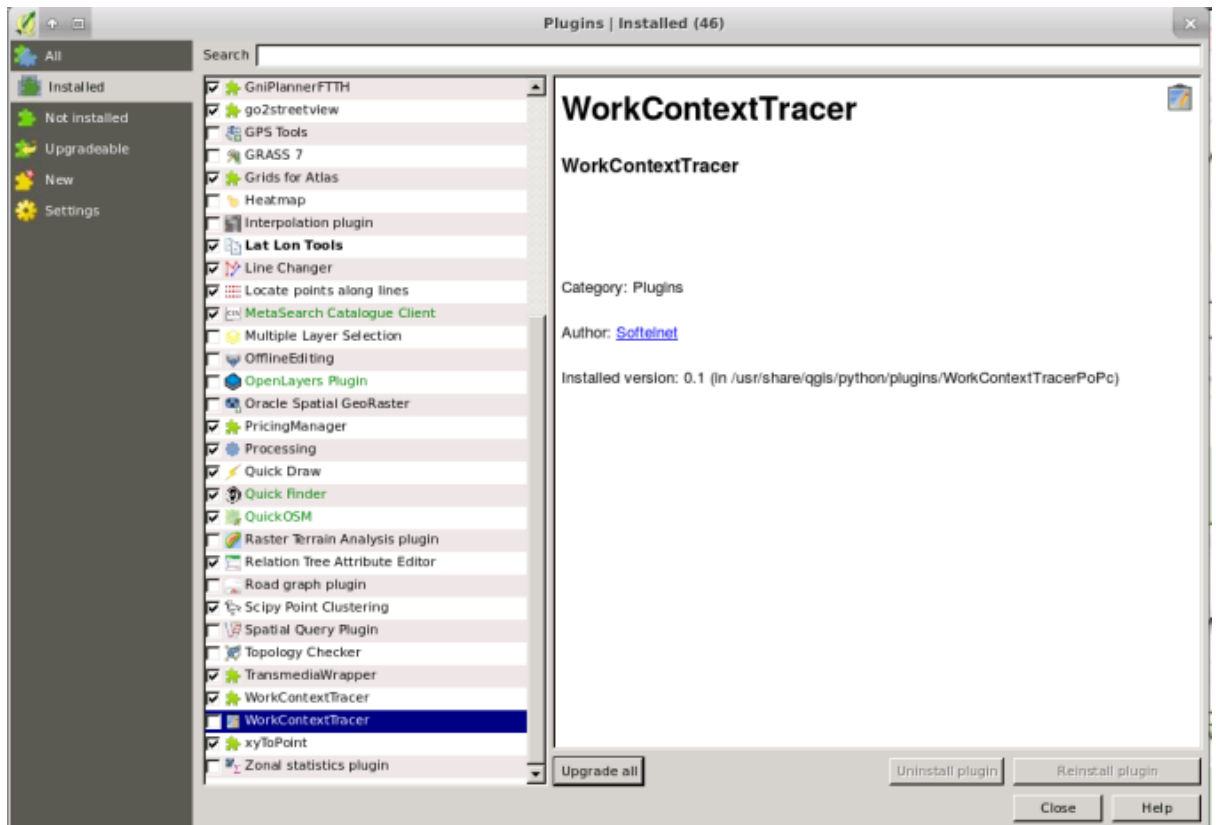 Plugins | Installed (46)
All
Installed
Not installed
Upgradeable
New
Settings
Search
GniPlannerFTTH
go2streetview
GPS Tools
GRASS 7
Grids for Atlas
Heatmap
Interpolation plugin
Lat Lon Tools
Line Changer
Locate points along lines
MetaSearch Catalogue Client
Multiple Layer Selection
OfflineEditing
OpenLayers Plugin
Oracle Spatial GeoRaster
PricingManager
Processing
Quick Draw
Quick Finder
QuickOSM
Raster Terrain Analysis plugin
Relation Tree Attribute Editor
Road graph plugin
Scipy Point Clustering
Spatial Query Plugin
Topology Checker
TransmediaWrapper
WorkContextTracer
WorkContextTracer
xyToPoint
Zonal statistics plugin
WorkContextTracer
WorkContextTracer
Category: Plugins
Author: Softelnet
Installed version: 0.1 (in /usr/share/qgis/python/plugins/WorkContextTracerPoPc)
Upgrade all
Uninstall plugin
Reinstall plugin
Close
Help